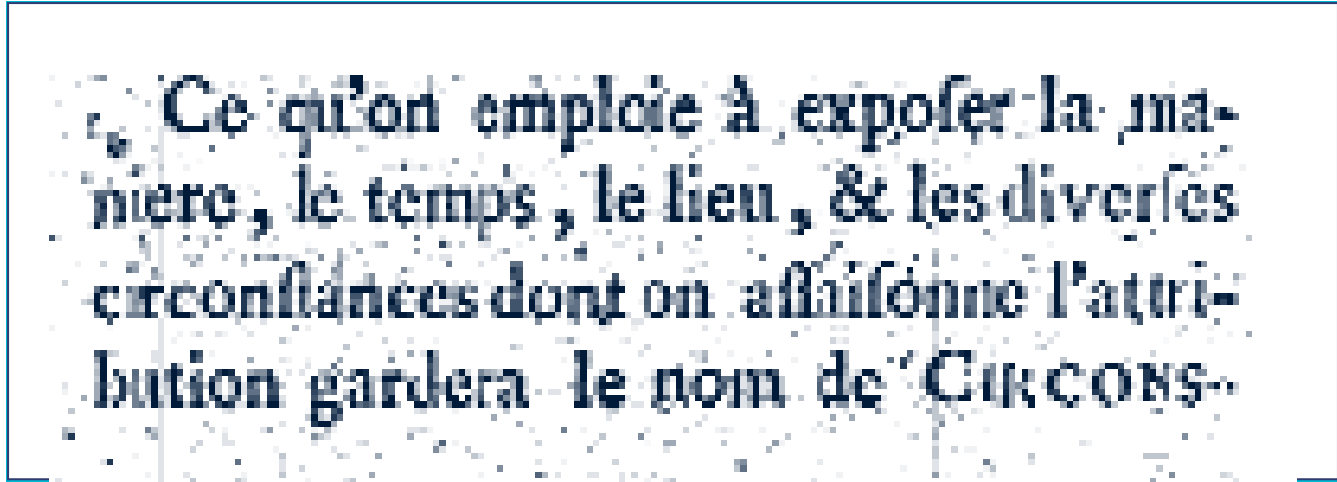 Ce qu'on emploie à expoſer la ma-
niere, le temps, le lieu, & les diverſes
circonſtances dont on aſſaiſonne l'attri-
bution gardera le nom de CIRCONS-